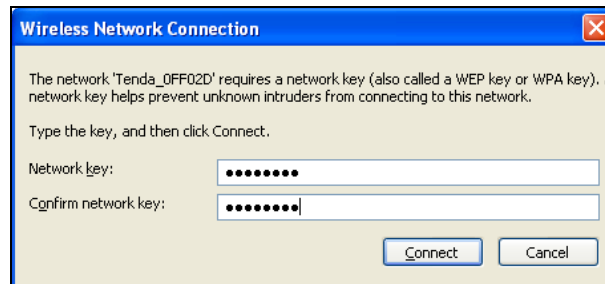 Wireless Network Connection
The network 'Tenda_0FF02D' requires a network key (also called a WEP key or WPA key).
network key helps prevent unknown intruders from connecting to this network.
Type the key, and then click Connect.
Network key: ••••••••
Confirm network key: ••••••••
Connect Cancel